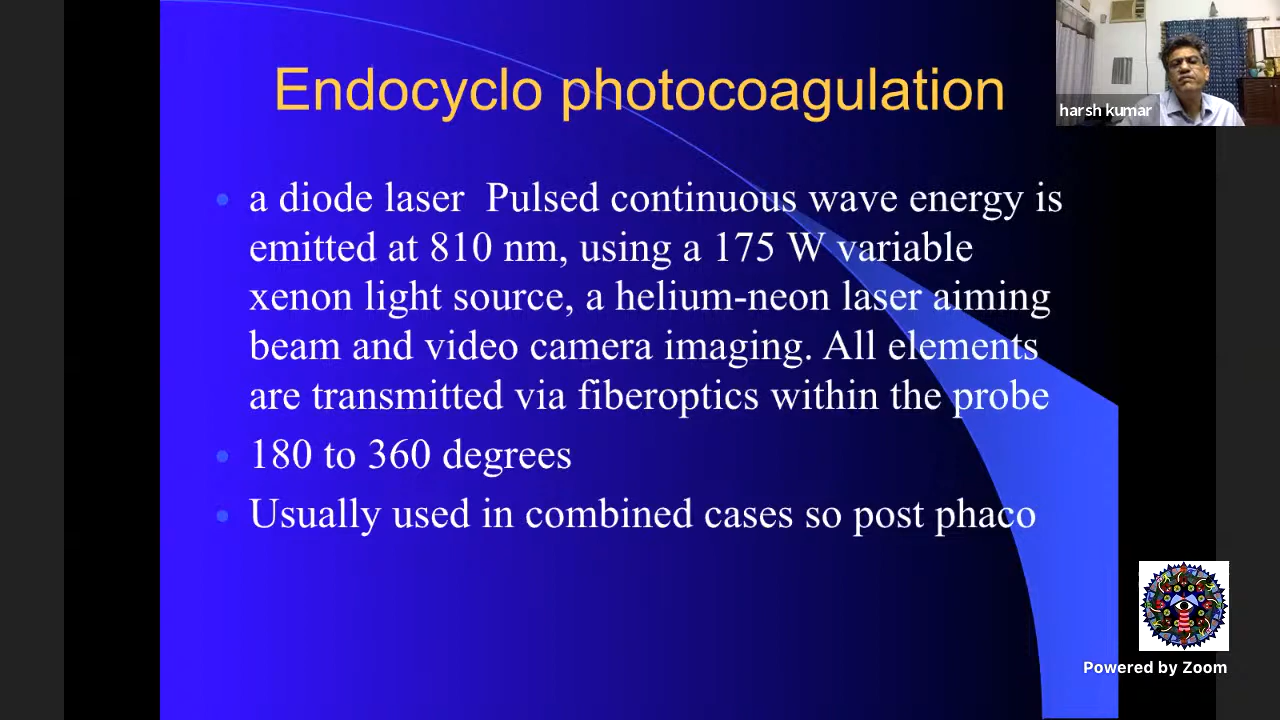 Endocyclo photocoagulation
harsh kumar
a diode laser  Pulsed continuous wave energy is
emitted at 810 nm, using a 175 W variable
xenon light source, a helium-neon laser aiming
beam and video camera imaging. All elements
are transmitted via fiberoptics within the probe
180 to 360 degrees
Usually used in combined cases so post phaco
Powered by Zoom